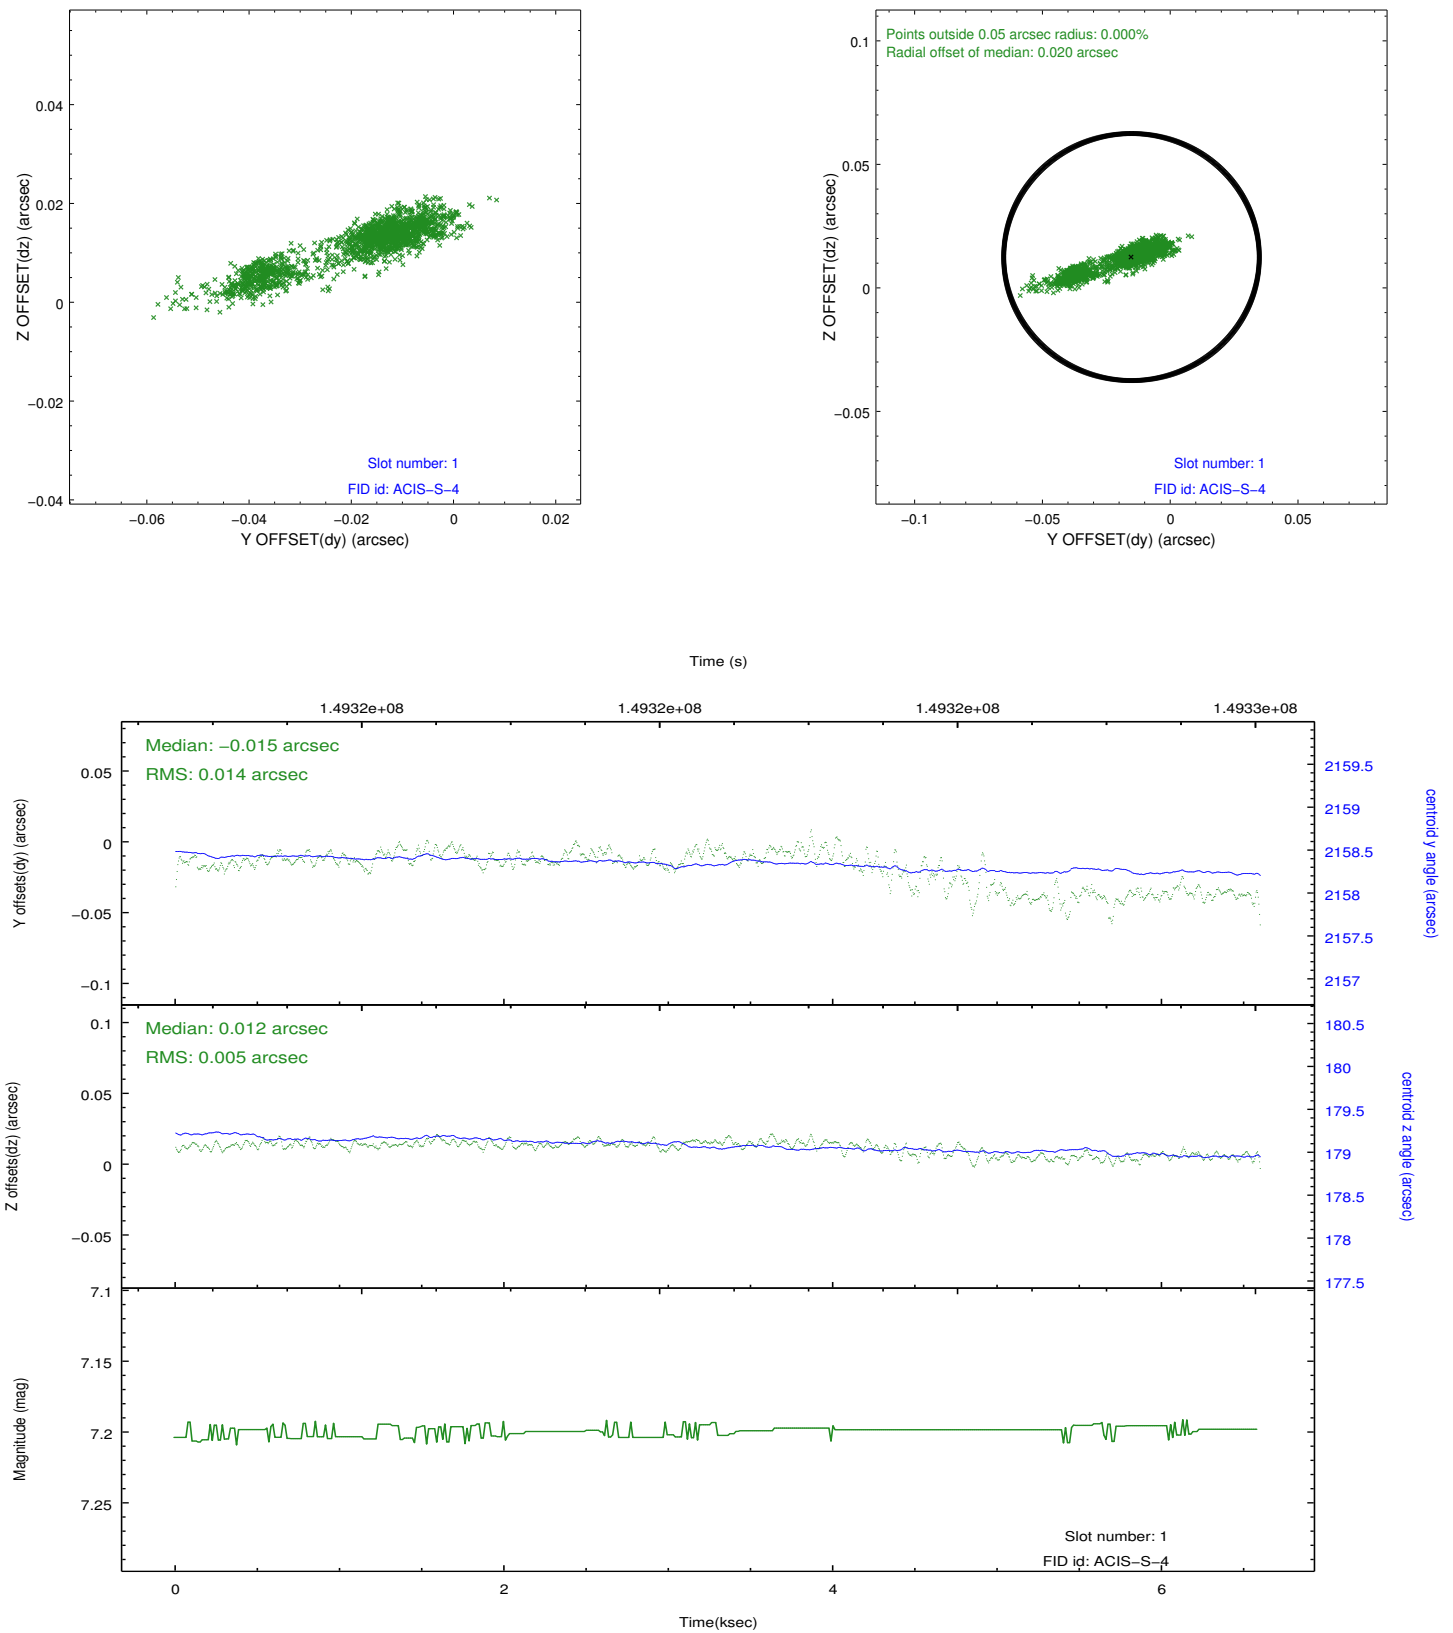 0.04
0.02
0
−0.02
−0.04
Z OFFSET(dz) (arcsec)
Slot number: 1
FID id: ACIS−S−4
−0.06
−0.04
−0.02
0
0.02
Y OFFSET(dy) (arcsec)
Points outside 0.05 arcsec radius: 0.000%
Radial offset of median: 0.020 arcsec
0.1
0.05
0
−0.05
Z OFFSET(dz) (arcsec)
Slot number: 1
FID id: ACIS−S−4
−0.1
−0.05
0
0.05
Y OFFSET(dy) (arcsec)
Time (s)
1.4932e+08
1.4932e+08
1.4932e+08
1.4933e+08
Median: −0.015 arcsec
RMS: 0.014 arcsec
0.05
0
−0.05
−0.1
Y offsets(dy) (arcsec)
2159.5
2159
2158.5
2158
2157.5
2157
centroid y angle (arcsec)
Median: 0.012 arcsec
RMS: 0.005 arcsec
0.1
0.05
0
−0.05
Z offsets(dz) (arcsec)
180.5
180
179.5
179
178.5
178
177.5
centroid z angle (arcsec)
7.1
7.15
7.2
7.25
Magnitude (mag)
Slot number: 1
FID id: ACIS−S−4
0
2
4
6
Time(ksec)